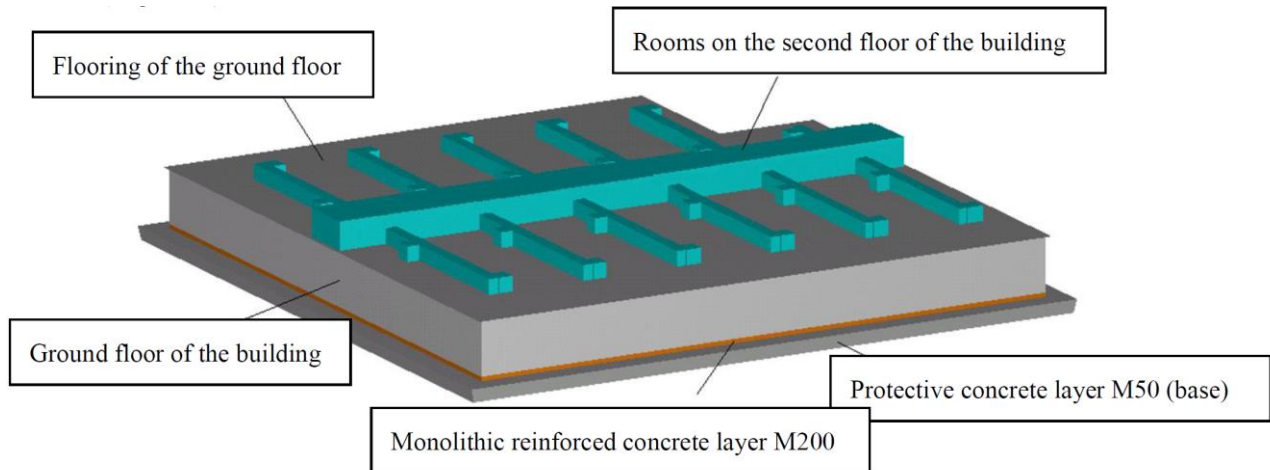 Rooms on the second floor of the building
Flooring of the ground floor
Ground floor of the building
Protective concrete layer M50 (base)
Monolithic reinforced concrete layer M200